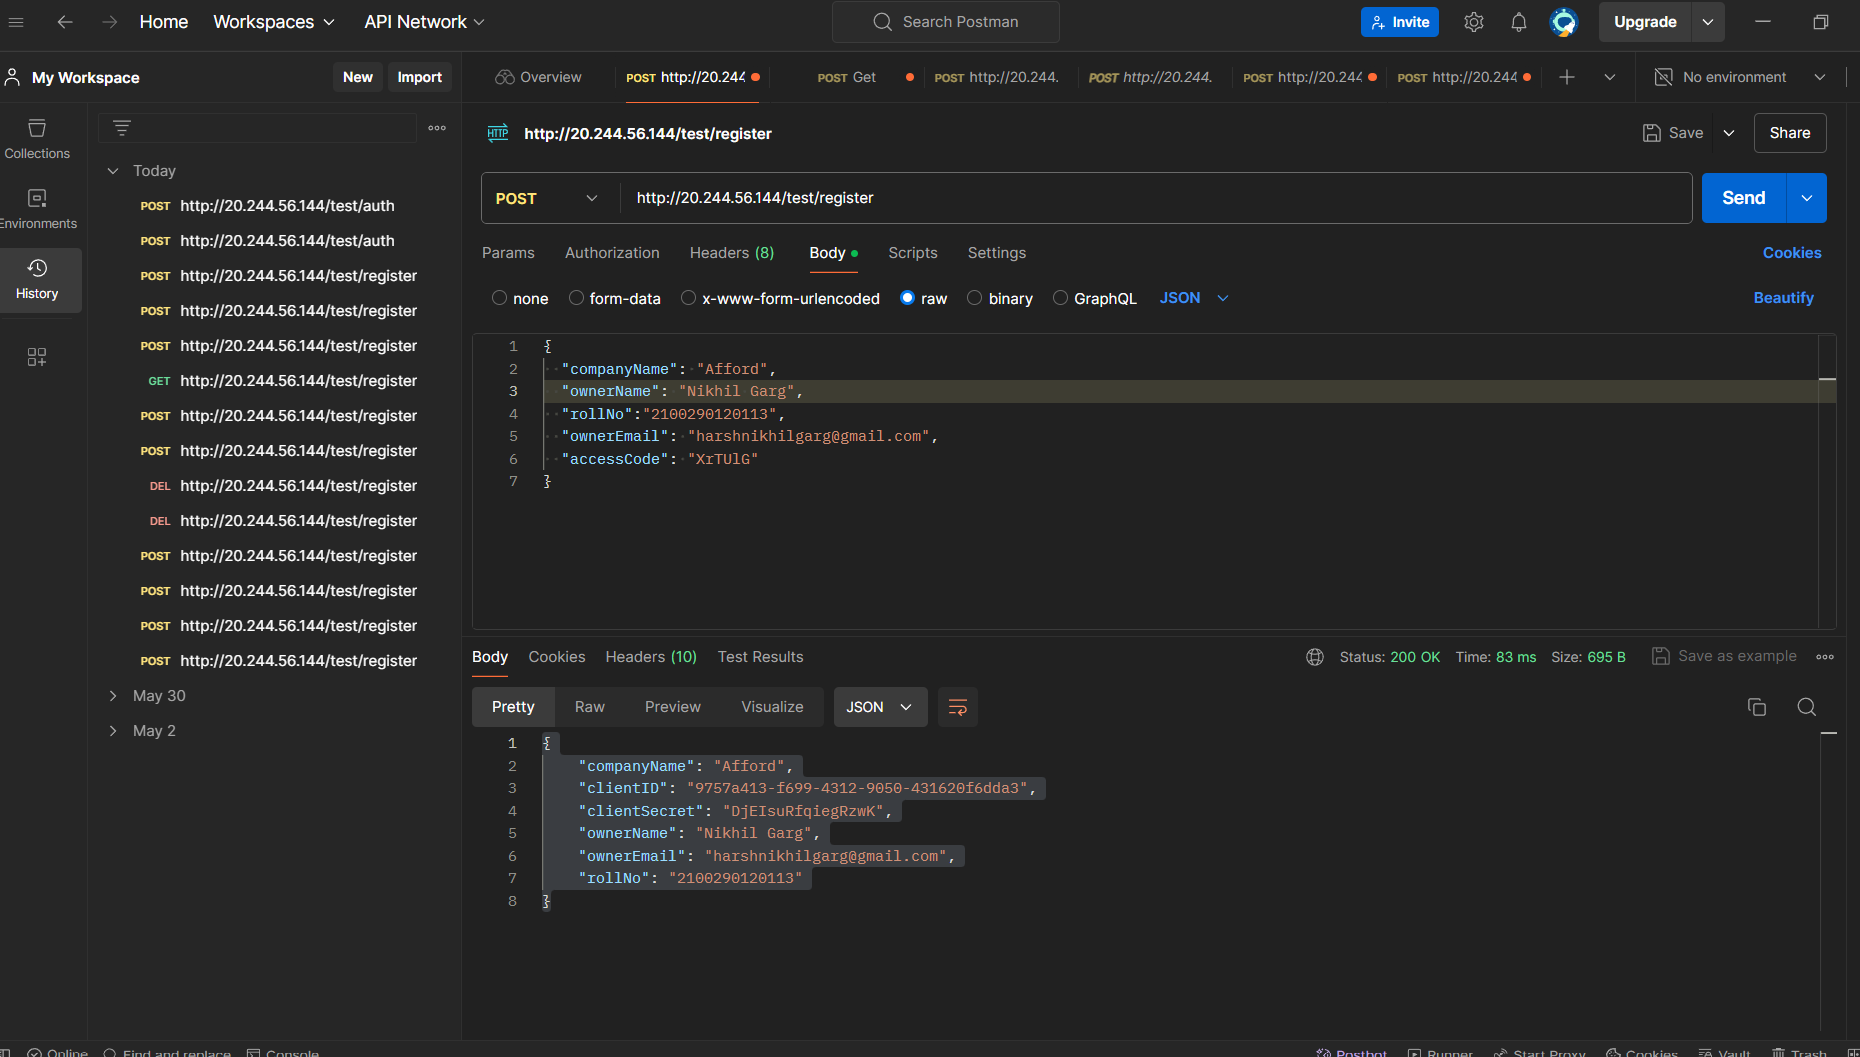 Home Workspaces API Network Search Postman Invite Upgrade
My Workspace New Import Overview POST http://20.244 POST Get POST http://20.244. POST http://20.244. POST http://20.244 POST http://20.244 No environment
Collections
Environments
History
Today
POST http://20.244.56.144/test/auth
POST http://20.244.56.144/test/auth
POST http://20.244.56.144/test/register
POST http://20.244.56.144/test/register
POST http://20.244.56.144/test/register
GET http://20.244.56.144/test/register
POST http://20.244.56.144/test/register
POST http://20.244.56.144/test/register
DEL http://20.244.56.144/test/register
DEL http://20.244.56.144/test/register
POST http://20.244.56.144/test/register
POST http://20.244.56.144/test/register
POST http://20.244.56.144/test/register
POST http://20.244.56.144/test/register
May 30
May 2
HTTP http://20.244.56.144/test/register Save Share
POST http://20.244.56.144/test/register Send
Params Authorization Headers (8) Body Scripts Settings Cookies
none form-data x-www-form-urlencoded raw binary GraphQL JSON Beautify
1 {
2 "companyName": "Afford",
3 "ownerName": "Nikhil Garg",
4 "rollNo":"2100290120113",
5 "ownerEmail": "harshnikhilgarg@gmail.com",
6 "accessCode": "XrTUlG"
7 }
Body Cookies Headers (10) Test Results Status: 200 OK Time: 83 ms Size: 695 B Save as example
Pretty Raw Preview Visualize JSON
1 {
2 "companyName": "Afford",
3 "clientID": "9757a413-f699-4312-9050-431620f6dda3",
4 "clientSecret": "DjEIsuRfqiegRzwK",
5 "ownerName": "Nikhil Garg",
6 "ownerEmail": "harshnikhilgarg@gmail.com",
7 "rollNo": "2100290120113"
8 }
Online Find and replace Console Postbot Runner Start Proxy Cookies Vault Trash